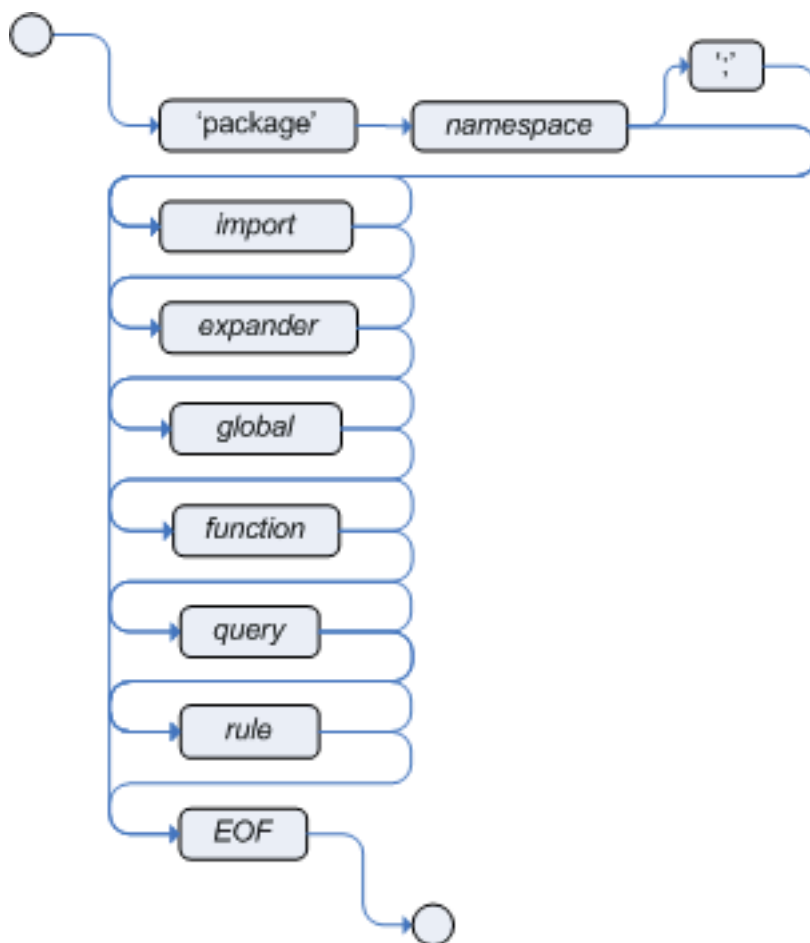 ';'
‘package’ namespace
import
expander
global
function
query
rule
EOF